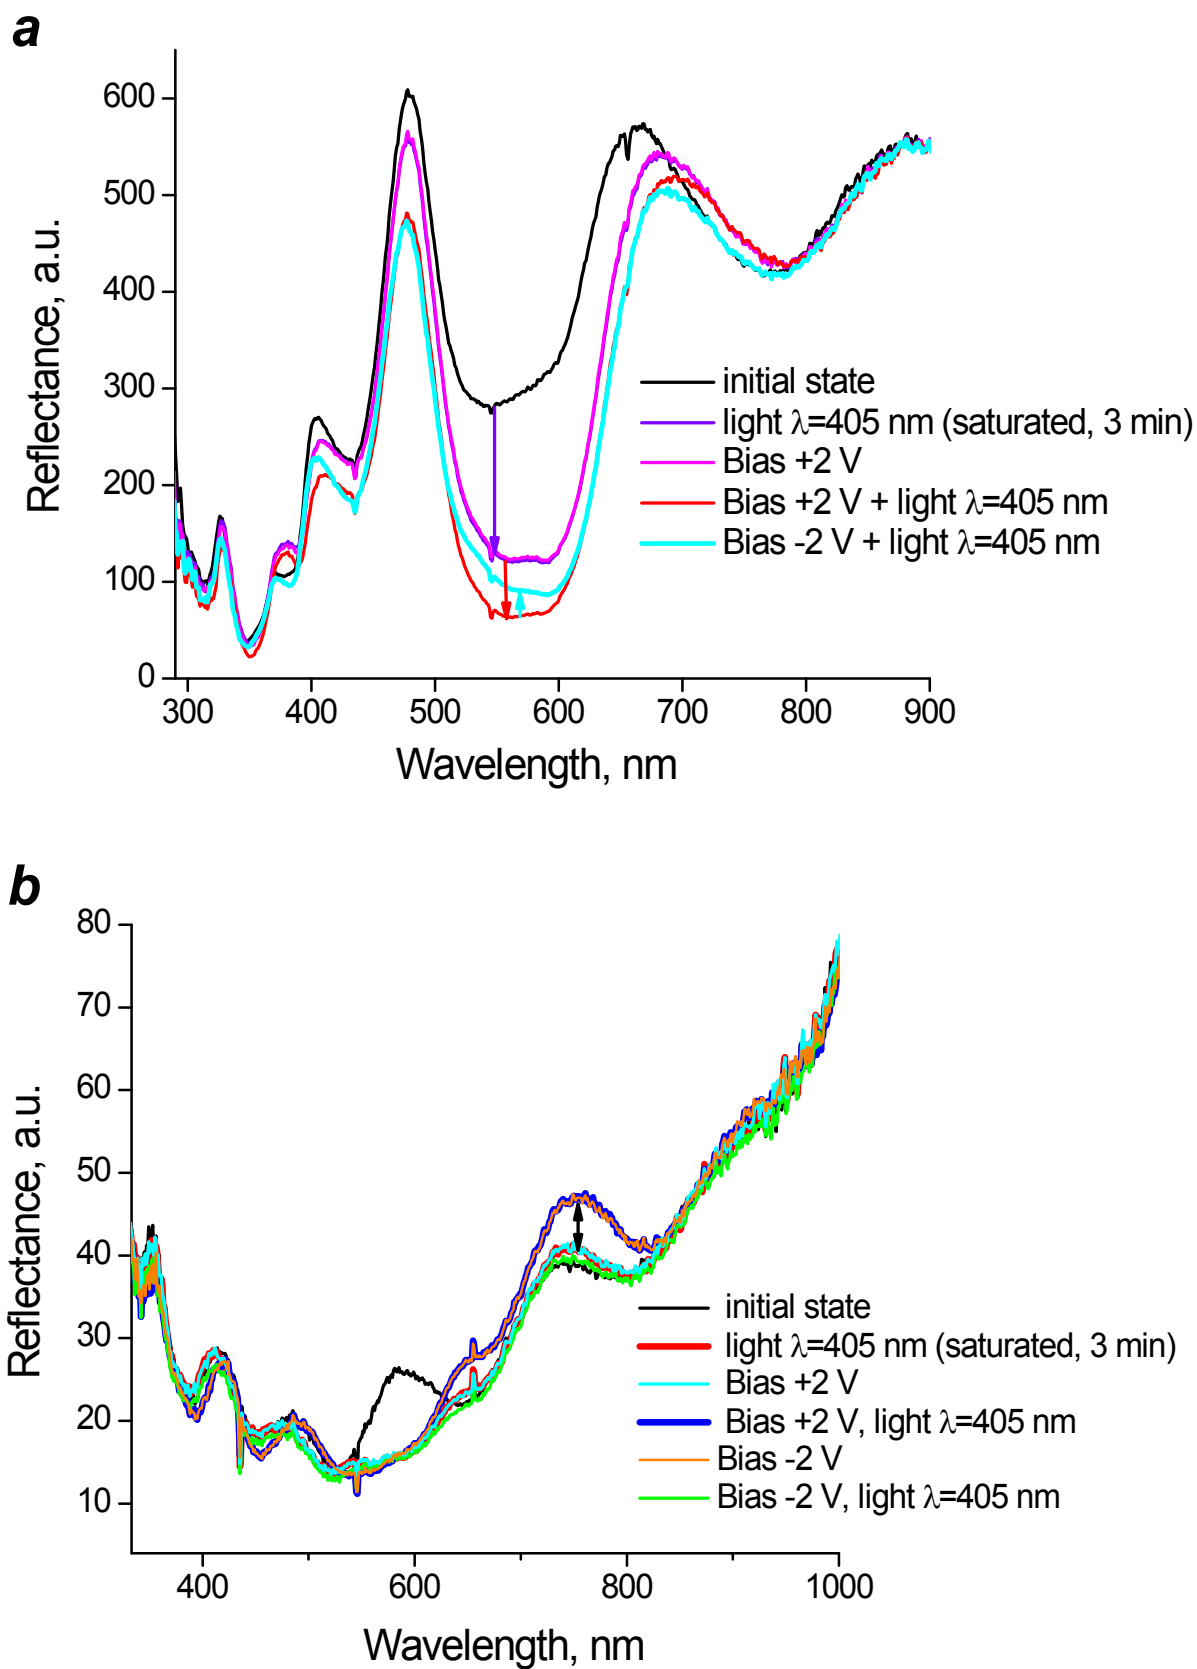 a
600
500
400
300
200
100
0
Reflectance, a.u.
initial state
light λ=405 nm (saturated, 3 min)
Bias +2 V
Bias +2 V + light λ=405 nm
Bias -2 V + light λ=405 nm
300 400 500 600 700 800 900
Wavelength, nm
b
80
70
60
50
40
30
20
10
Reflectance, a.u.
initial state
light λ=405 nm (saturated, 3 min)
Bias +2 V
Bias +2 V, light λ=405 nm
Bias -2 V
Bias -2 V, light λ=405 nm
400 600 800 1000
Wavelength, nm